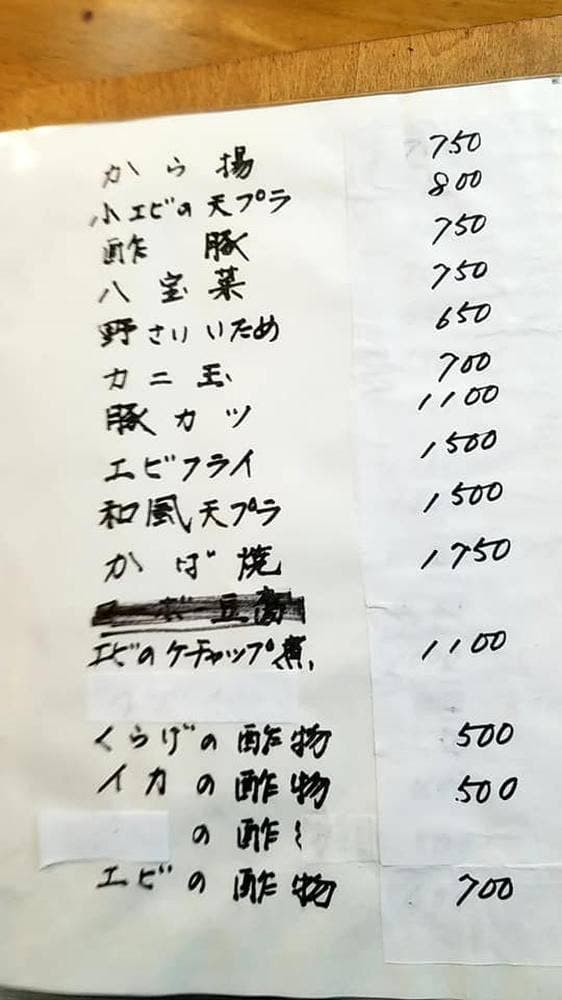 から揚 750
小エビの天プラ 800
酢豚 750
八宝菜 750
野さいいため 650
カニ玉 700
豚カツ 1100
エビフライ 1500
和風天プラ 1500
かば焼 1750
豆腐
エビのケチャップ煮 1100
くらげの酢物 500
イカの酢物 500
の酢
エビの酢物 700